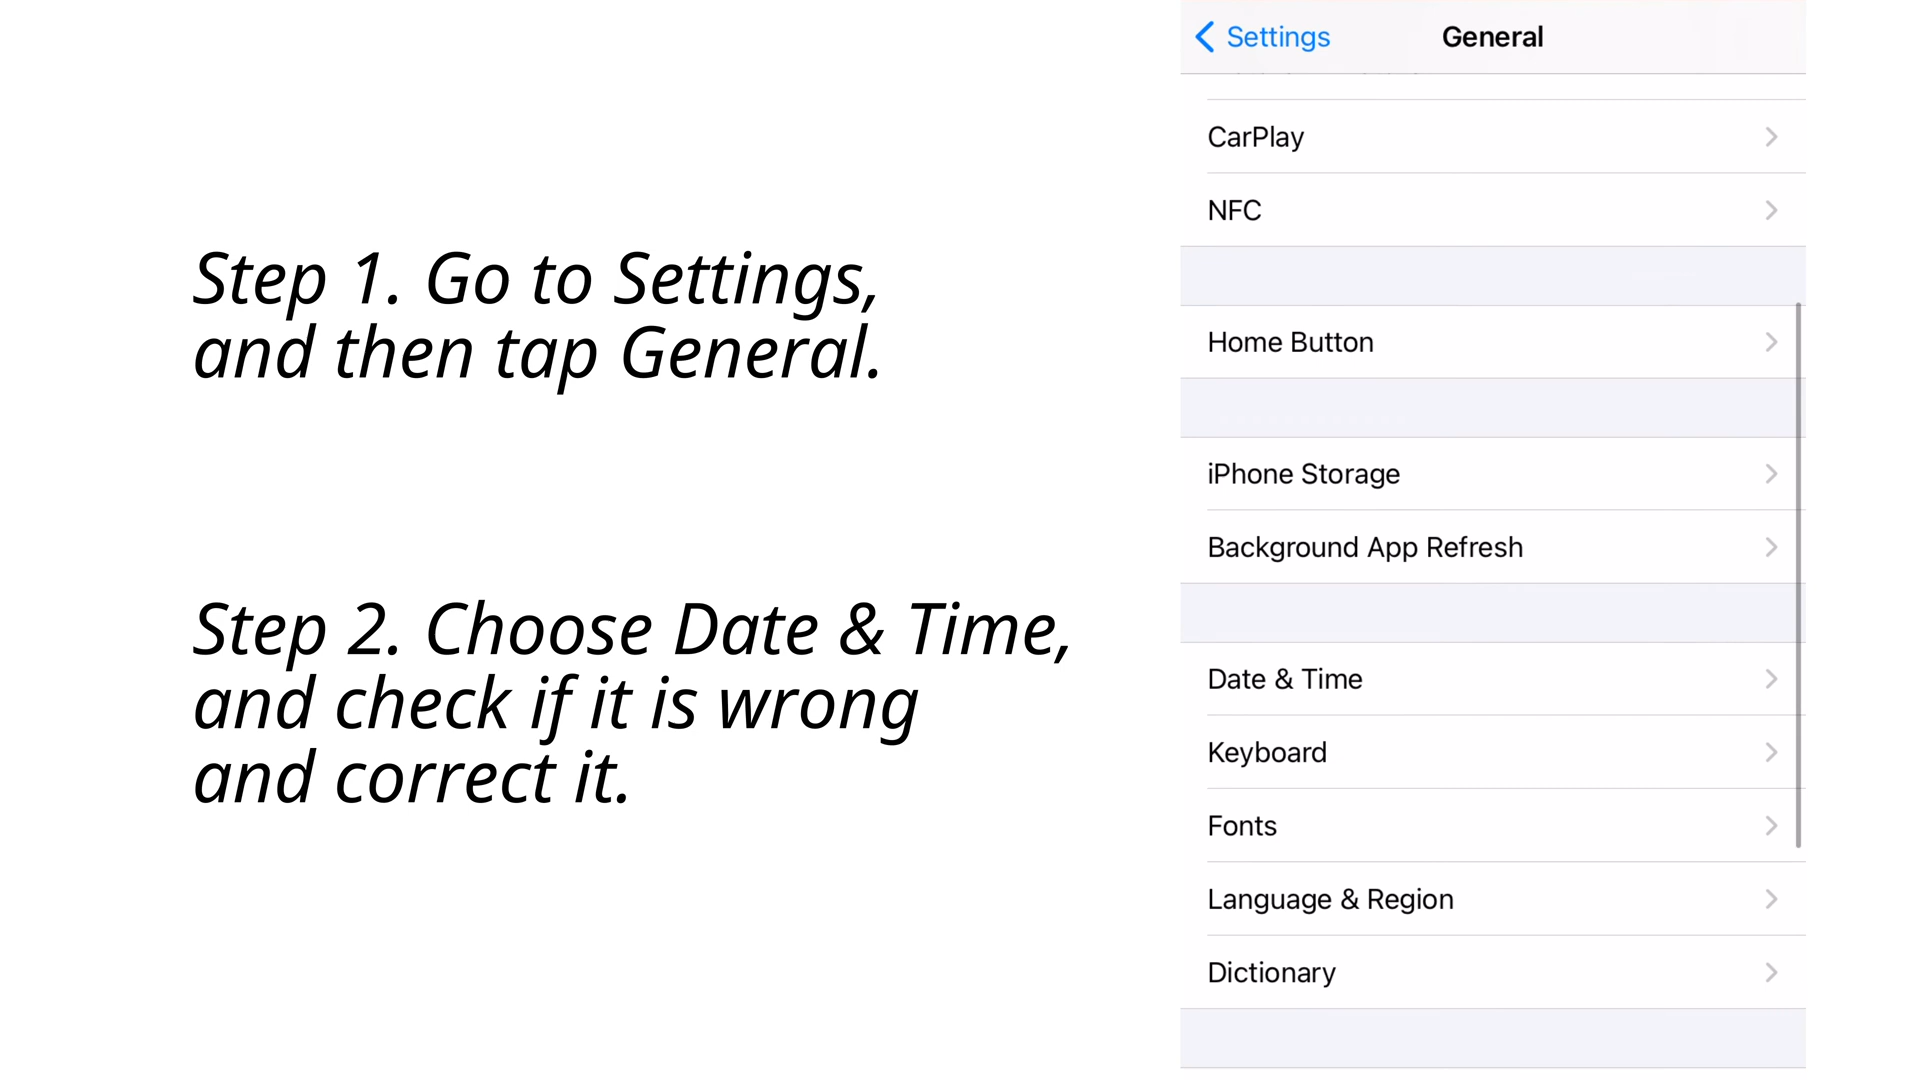 Step 1. Go to Settings,
and then tap General.
Step 2. Choose Date & Time,
and check if it is wrong
and correct it.
Settings
General
CarPlay
NFC
Home Button
iPhone Storage
Background App Refresh
Date & Time
Keyboard
Fonts
Language & Region
Dictionary